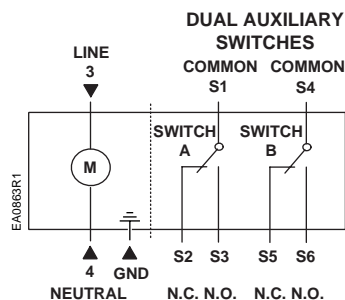 DUAL AUXILIARY
SWITCHES
LINE
3
COMMON COMMON
S1 S4
SWITCH SWITCH
A B
M
EA0863R1
4 GND
S2 S3 S5 S6
NEUTRAL N.C. N.O. N.C. N.O.